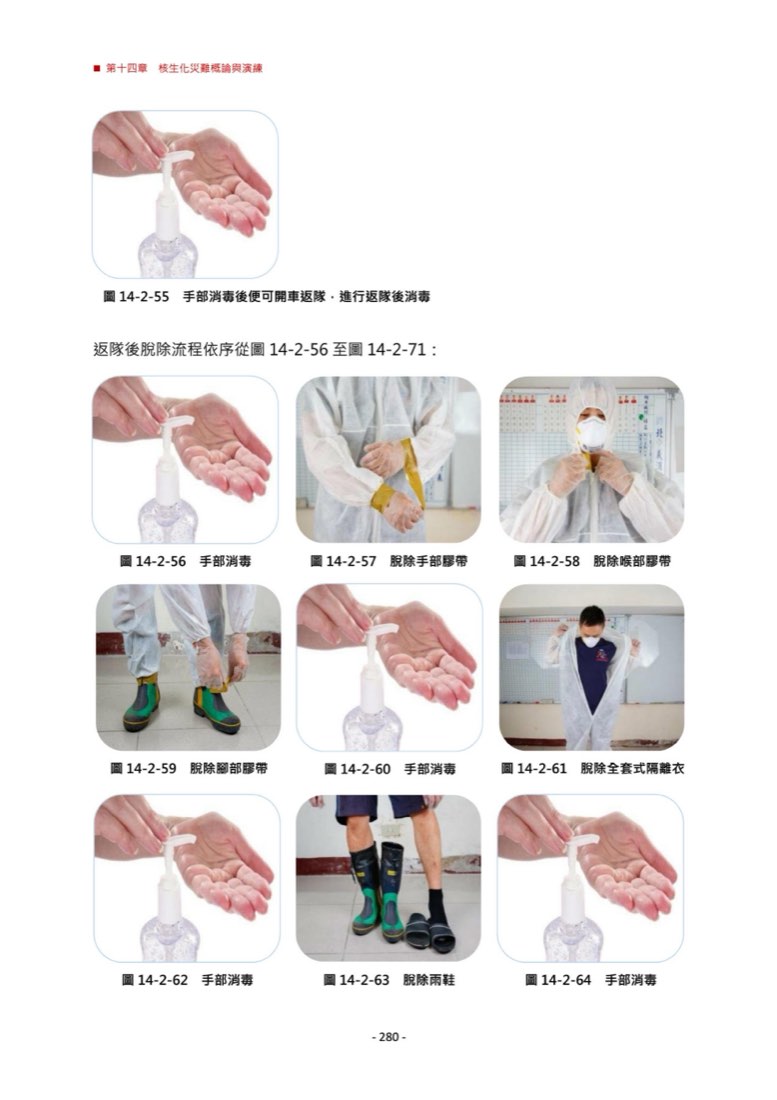 ■ 第十四章 核生化災難概論與演練
圖 14-2-55 手部消毒後便可開車返隊，進行返隊後消毒
返隊後脫除流程依序從圖 14-2-56 至圖 14-2-71：
圖 14-2-56 手部消毒
圖 14-2-57 脫除手部膠帶
圖 14-2-58 脫除喉部膠帶
圖 14-2-59 脫除腳部膠帶
圖 14-2-60 手部消毒
圖 14-2-61 脫除全套式隔離衣
圖 14-2-62 手部消毒
圖 14-2-63 脫除雨鞋
圖 14-2-64 手部消毒
- 280 -